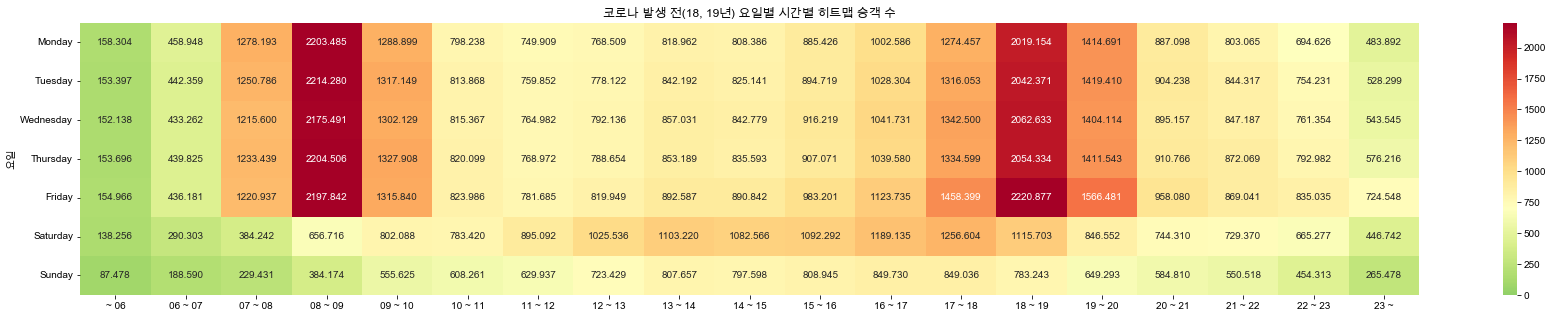 코로나 발생 전(18, 19년) 요일별 시간별 히트맵 승객 수
요일
Monday 158.304 458.948 1278.193 2203.485 1288.899 798.238 749.909 768.509 818.962 808.386 885.426 1002.586 1274.457 2019.154 1414.691 887.098 803.065 694.626 483.892
Tuesday 153.397 442.359 1250.786 2214.280 1317.149 813.868 759.852 778.122 842.192 825.141 894.719 1028.304 1316.053 2042.371 1419.410 904.238 844.317 754.231 528.299
Wednesday 152.138 433.262 1215.600 2175.491 1302.129 815.367 764.982 792.136 857.031 842.779 916.219 1041.731 1342.500 2062.633 1404.114 895.157 847.187 761.354 543.545
Thursday 153.696 439.825 1233.439 2204.506 1327.908 820.099 768.972 788.654 853.189 835.593 907.071 1039.580 1334.599 2054.334 1411.543 910.766 872.069 792.982 576.216
Friday 154.966 436.181 1220.937 2197.842 1315.840 823.986 781.685 819.949 892.587 890.842 983.201 1123.735 1458.399 2220.877 1566.481 958.080 869.041 835.035 724.548
Saturday 138.256 290.303 384.242 656.716 802.088 783.420 895.092 1025.536 1103.220 1082.566 1092.292 1189.135 1256.604 1115.703 846.552 744.310 729.370 665.277 446.742
Sunday 87.478 188.590 229.431 384.174 555.625 608.261 629.937 723.429 807.657 797.598 808.945 849.730 849.036 783.243 649.293 584.810 550.518 454.313 265.478
~ 06 06 ~ 07 07 ~ 08 08 ~ 09 09 ~ 10 10 ~ 11 11 ~ 12 12 ~ 13 13 ~ 14 14 ~ 15 15 ~ 16 16 ~ 17 17 ~ 18 18 ~ 19 19 ~ 20 20 ~ 21 21 ~ 22 22 ~ 23 23 ~
2000
1750
1500
1250
1000
750
500
250
0